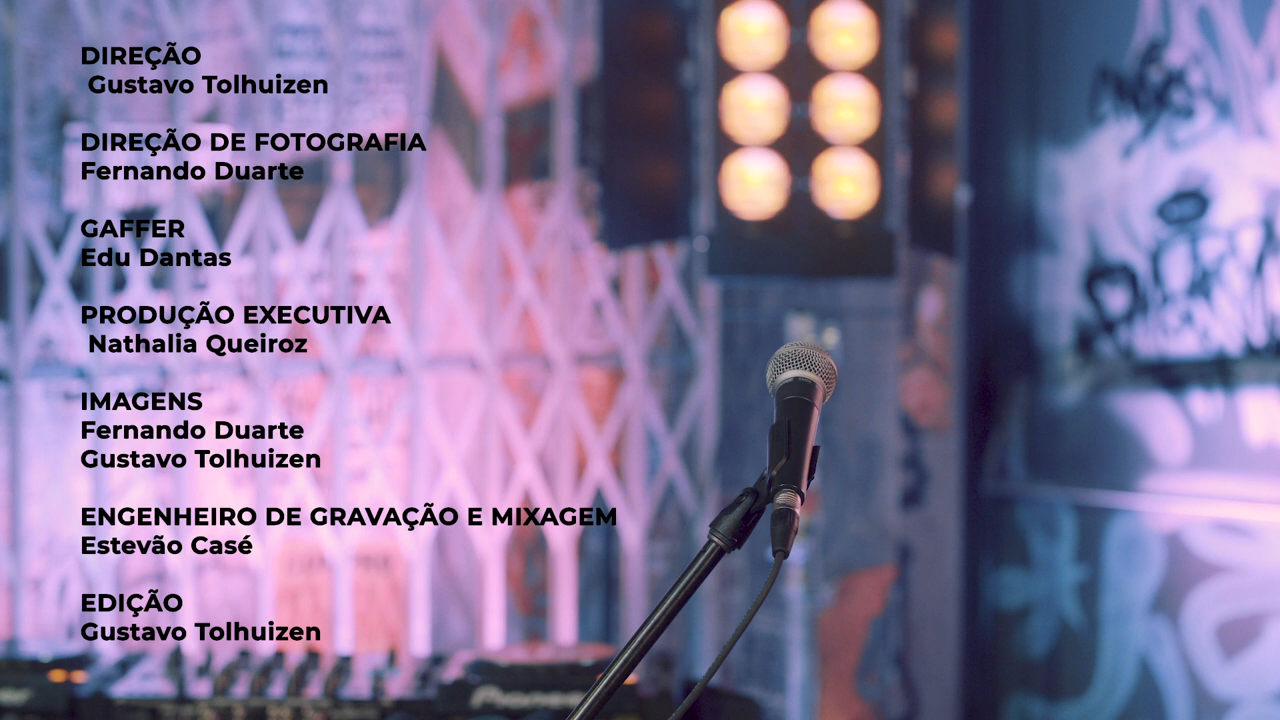 DIREÇÃO
Gustavo Tolhuizen
DIREÇÃO DE FOTOGRAFIA
Fernando Duarte
GAFFER
Edu Dantas
PRODUÇÃO EXECUTIVA
Nathalia Queiroz
IMAGENS
Fernando Duarte
Gustavo Tolhuizen
ENGENHEIRO DE GRAVAÇÃO E MIXAGEM
Estevão Casé
EDIÇÃO
Gustavo Tolhuizen
Pioneer